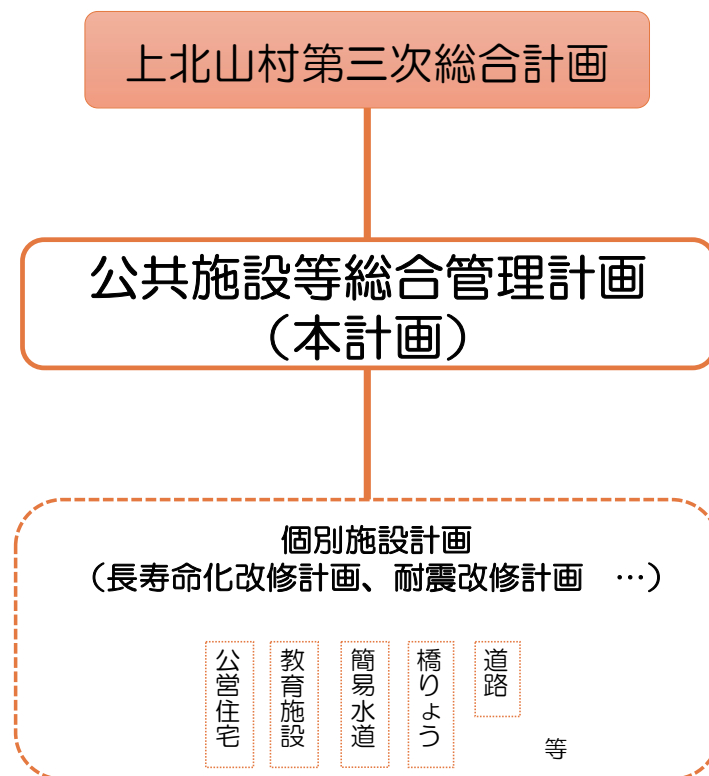 上北山村第三次総合計画
公共施設等総合管理計画
（本計画）
個別施設計画
（長寿命化改修計画、耐震改修計画　…）
公営住宅
教育施設
簡易水道
橋りょう
道路
等